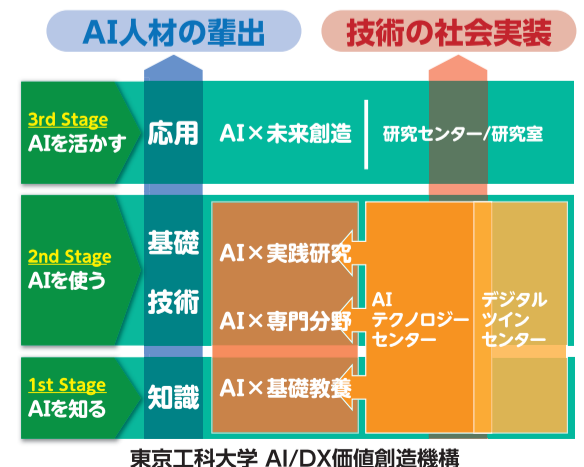 AI人材の輩出
技術の社会実装
3rd Stage
AIを活かす
応用
AI×未来創造
研究センター/研究室
2nd Stage
AIを使う
基礎
技術
AI×実践研究
AI×専門分野
AI
テクノロジー
センター
デジタル
ツイン
センター
1st Stage
AIを知る
知識
AI×基礎教養
東京工科大学 AI/DX価値創造機構